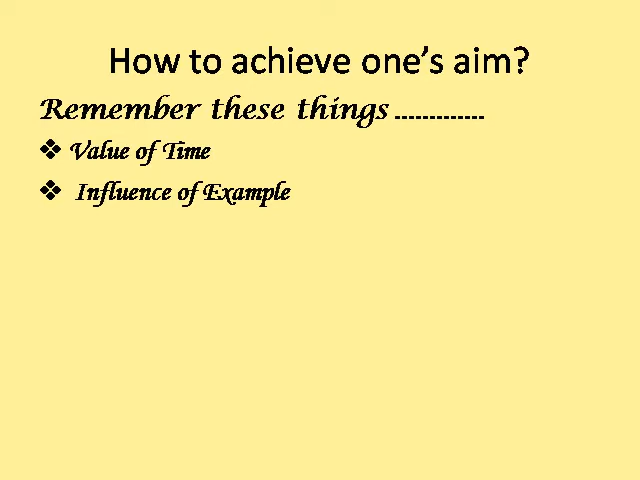 How to achieve one’s aim?
Remember these things .............
❖ Value of Time
❖ Influence of Example